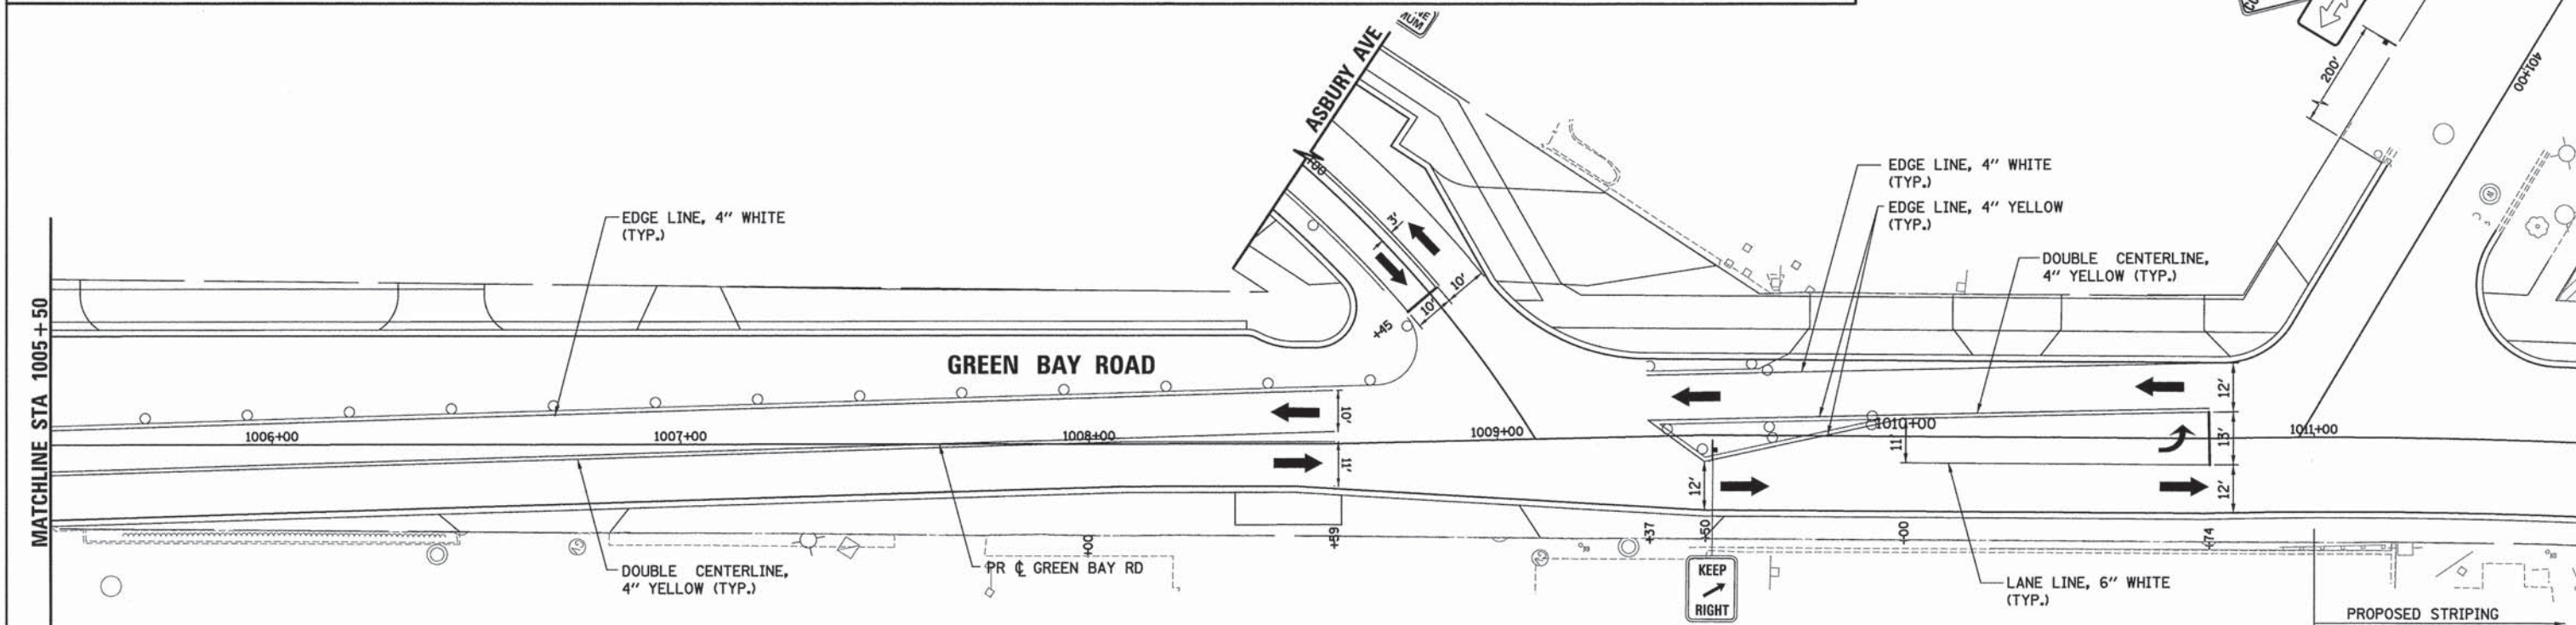 MATCHLINE STA 1005+50
EDGE LINE, 4" WHITE
(TYP.)
GREEN BAY ROAD
ASBURY AVE
+00
3'
10'
10'
+45
EDGE LINE, 4" WHITE
(TYP.)
EDGE LINE, 4" YELLOW
(TYP.)
DOUBLE CENTERLINE,
4" YELLOW (TYP.)
200'
401+00
1006+00
1007+00
1008+00
1009+00
1010+00
1011+00
10'
11'
12'
11'
12'
13'
12'
+00
+59
+37
+50
+00
+74
DOUBLE CENTERLINE,
4" YELLOW (TYP.)
PR ℄ GREEN BAY RD
KEEP
RIGHT
LANE LINE, 6" WHITE
(TYP.)
PROPOSED STRIPING